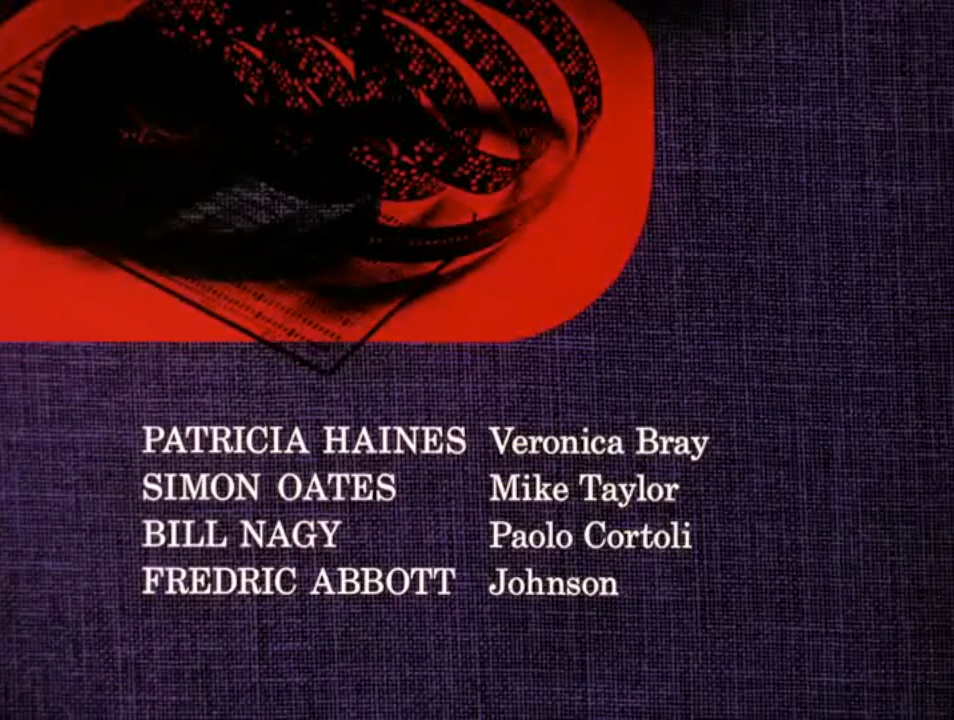 PATRICIA HAINES Veronica Bray
SIMON OATES Mike Taylor
BILL NAGY Paolo Cortoli
FREDRIC ABBOTT Johnson